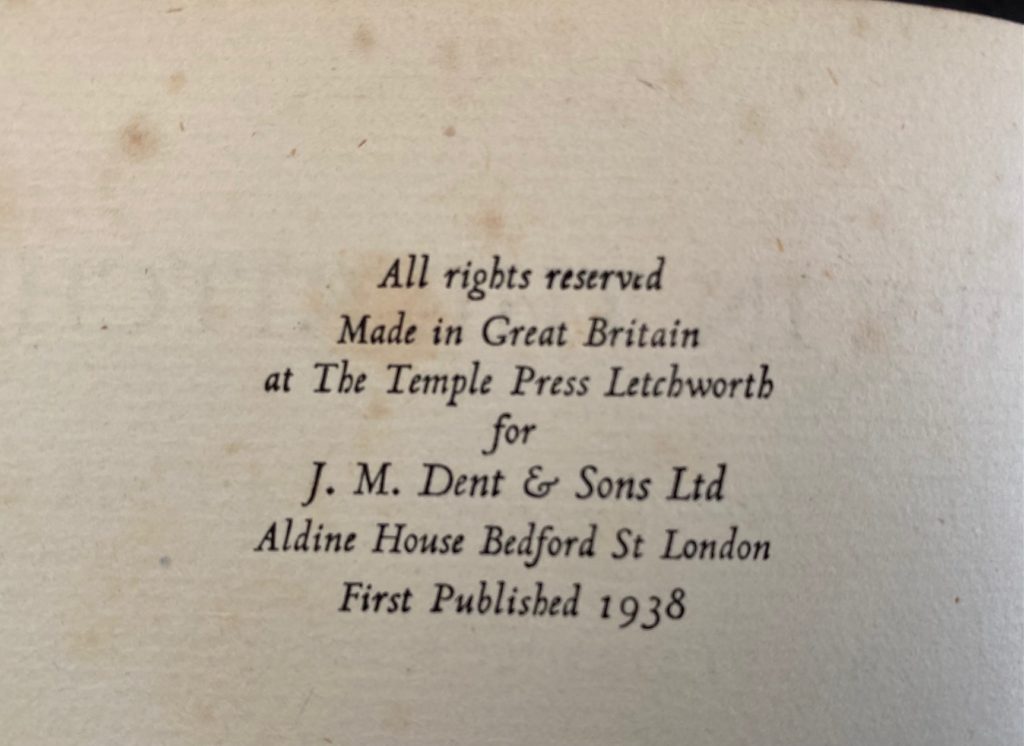 All rights reserved
Made in Great Britain
at The Temple Press Letchworth
for
J. M. Dent & Sons Ltd
Aldine House Bedford St London
First Published 1938